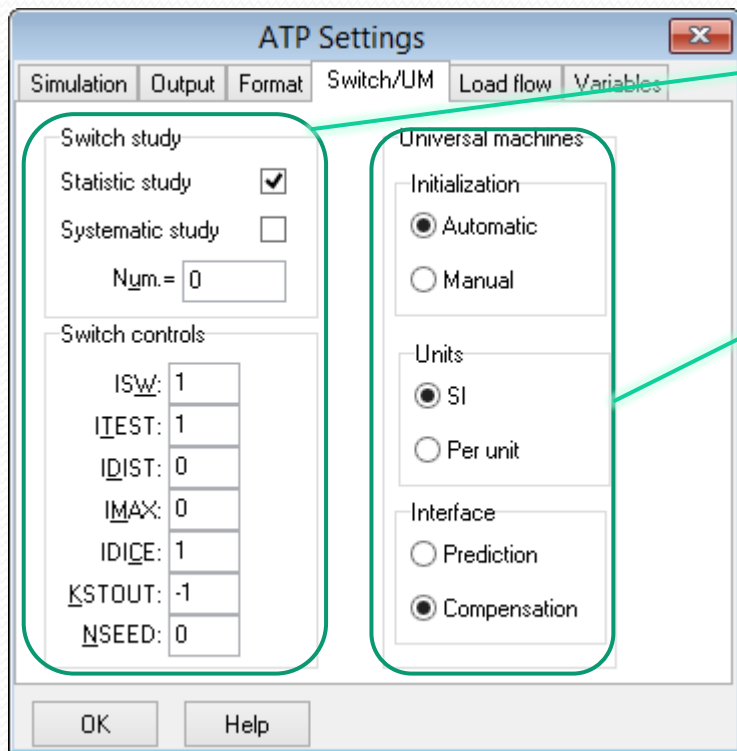 ATP Settings
Simulation Output Format Switch/UM Load flow Variables
Switch study
Statistic study
Systematic study
Num.= 0
Switch controls
ISW: 1
ITEST: 1
IDIST: 0
IMAX: 0
IDICE: 1
KSTOUT: -1
NSEED: 0
Universal machines
Initialization
Automatic
Manual
Units
SI
Per unit
Interface
Prediction
Compensation
OK Help